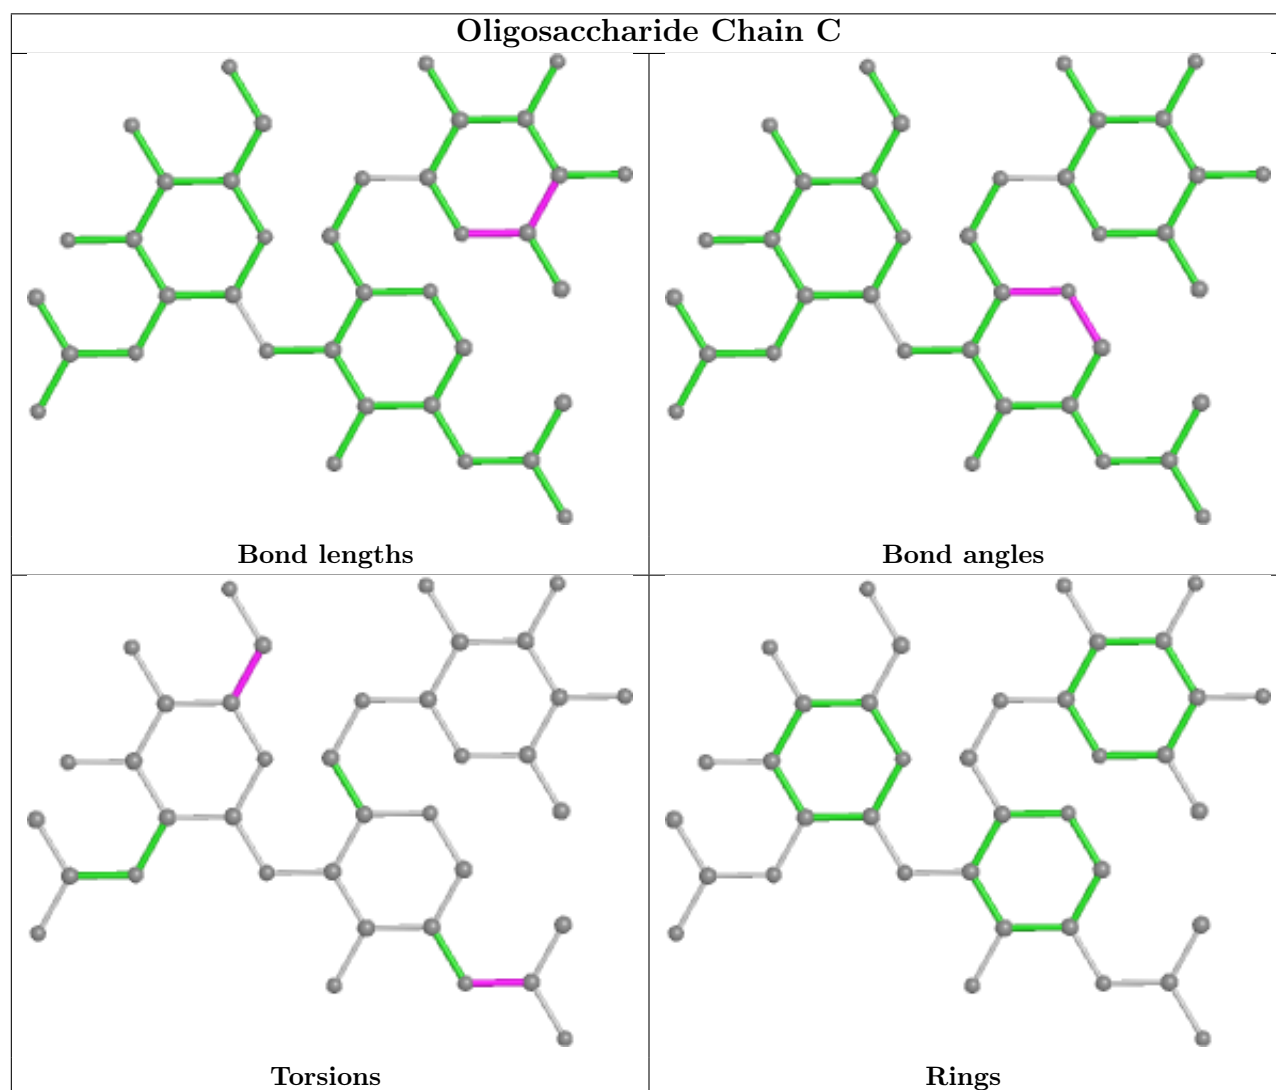 Oligosaccharide Chain C
Bond lengths
Bond angles
Torsions
Rings